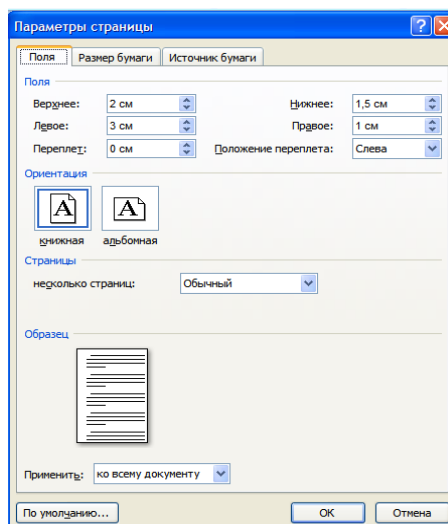 Параметры страницы
Поля Размер бумаги Источник бумаги
Поля
Верхнее: 2 см Нижнее: 1,5 см
Левое: 3 см Правое: 1 см
Переплет: 0 см Положение переплета: Слева
Ориентация
A A
книжная альбомная
Страницы
несколько страниц: Обычный
Образец
Применить: ко всему документу
По умолчанию... ОК Отмена